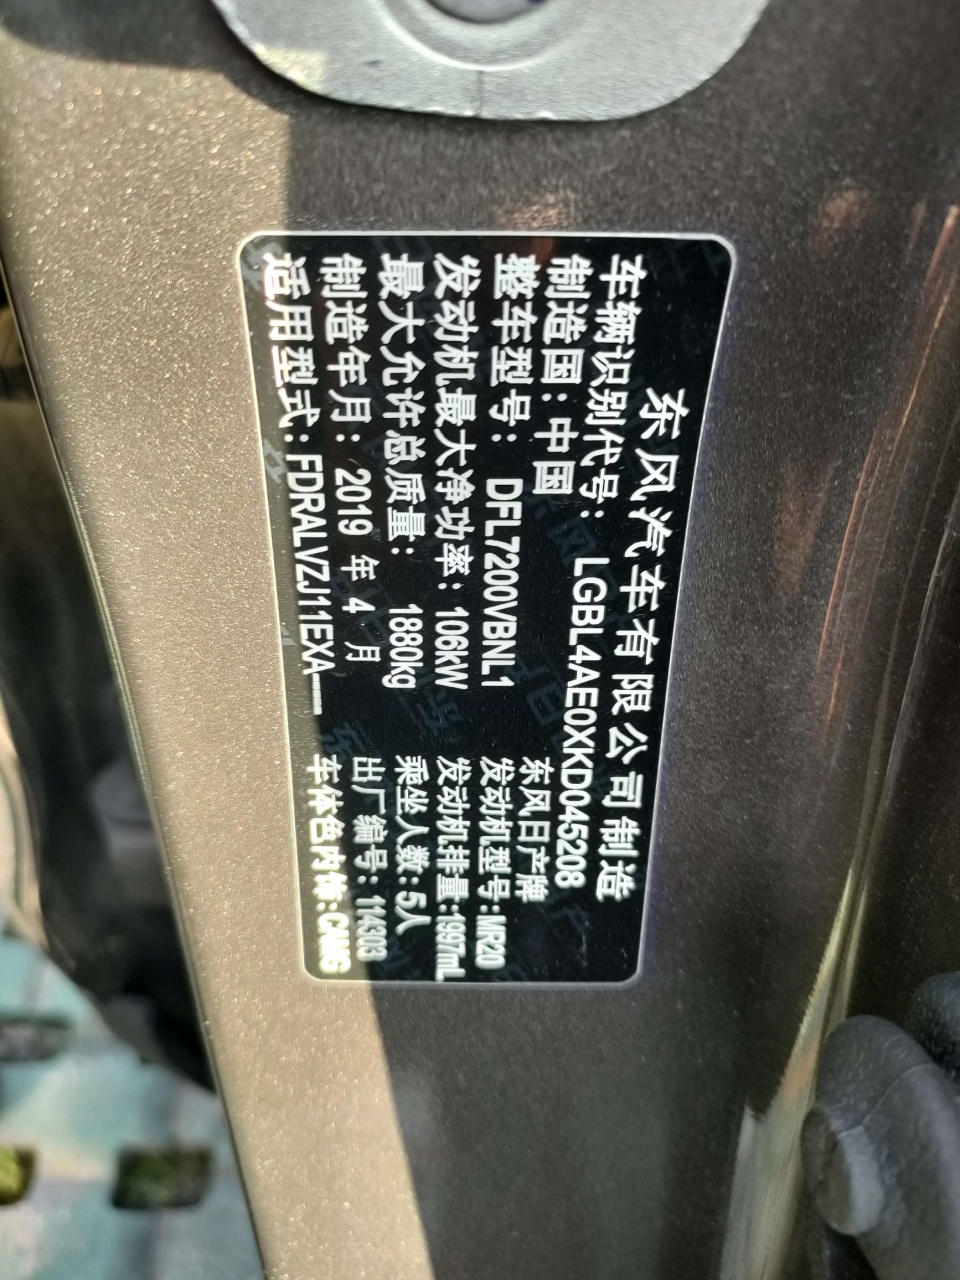 东风汽车有限公司制造
车辆识别代号：LGBL4AE0XKD045208
制造国：中国 东风日产牌
整车型号：DFL7200VBNL1 发动机型号：MR20
发动机最大净功率：106kW 发动机排量：1997mL
最大允许总质量：1880kg 乘坐人数：5人
制造年月：2019 年 4 月 出厂编号：114303
适用型式：FDRALVZJ11EXA---- 车体色内饰：